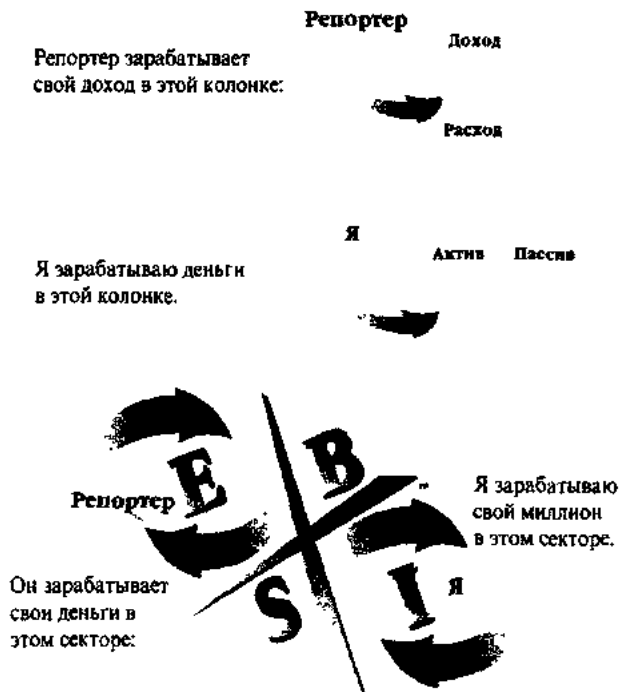 Репортер
Доход
Репортер зарабатывает
свой доход в этой колонке:
Расход
Я
Актив Пассив
Я зарабатываю деньги
в этой колонке.
E
B
Репортер
Я зарабатываю
свой миллион
в этом секторе.
Он зарабатывает
свои деньги в
этом секторе:
S
I
Я